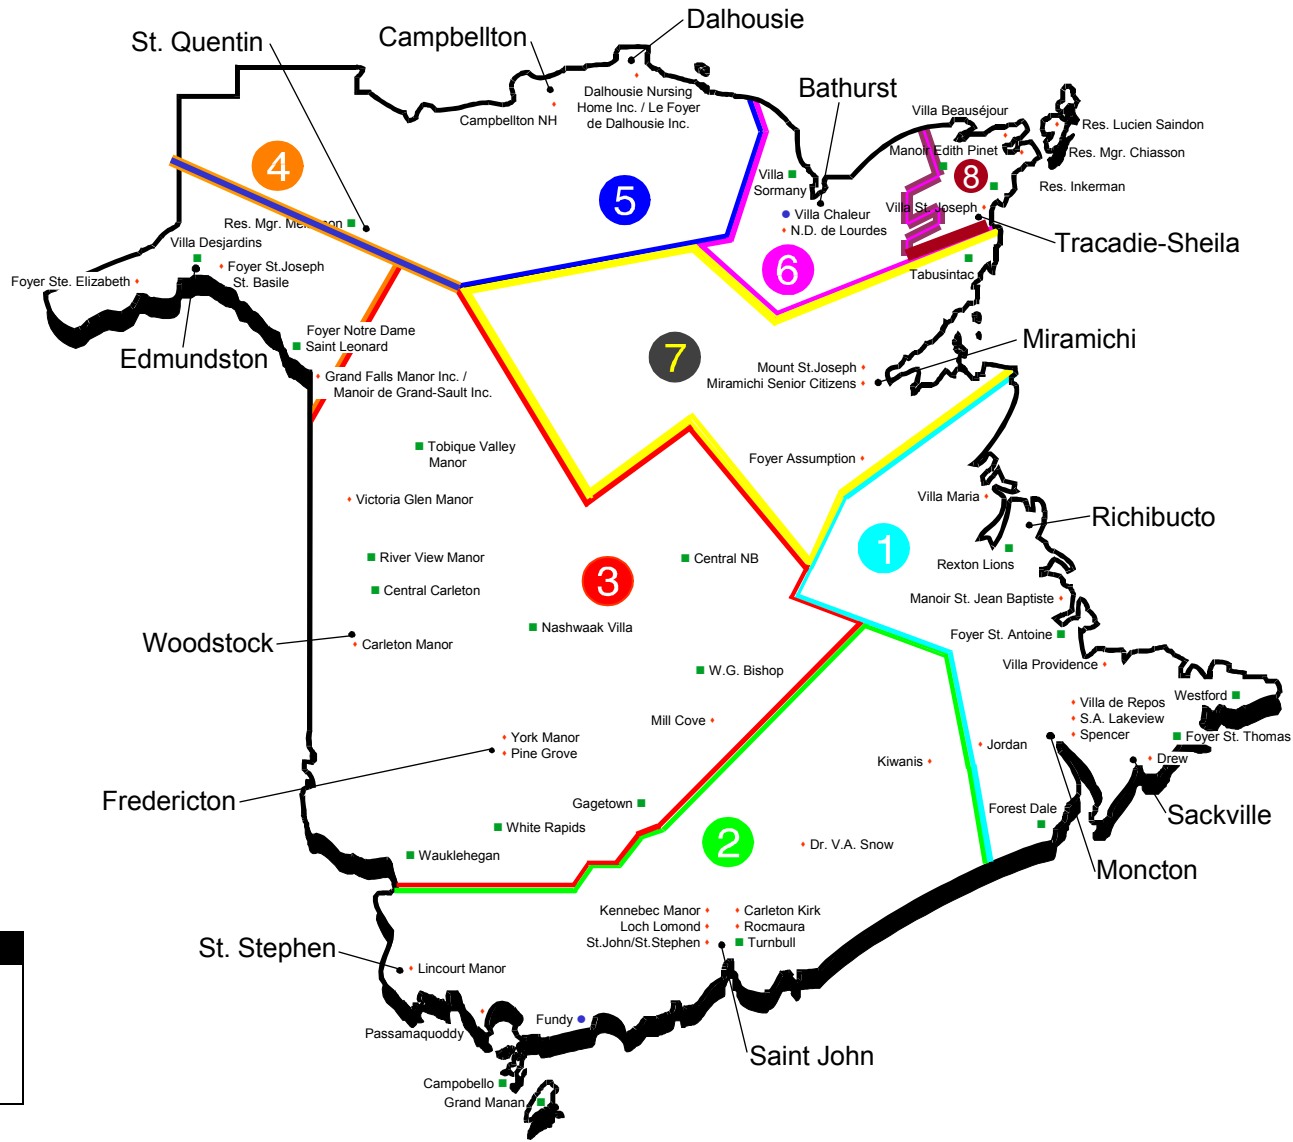 Dalhousie
St. Quentin
Campbellton
Bathurst
Dalhousie Nursing
Home Inc. / Le Foyer
de Dalhousie Inc.
Campbellton NH
Villa Beauséjour
Res. Lucien Saindon
Manoir Edith Pinet
Res. Mgr. Chiasson
4
Villa
Sormany
8
Res. Inkerman
5
Villa St. Joseph
Res. Mgr.
Villa Chaleur
N.D. de Lourdes
Tracadie-Sheila
Villa Desjardins
Foyer St.Joseph
St. Basile
Foyer Ste. Elizabeth
6
Tabusintac
Foyer Notre Dame
Saint Leonard
Edmundston
7
Miramichi
Mount St.Joseph
Miramichi Senior Citizens
Grand Falls Manor Inc. /
Manoir de Grand-Sault Inc.
Tobique Valley
Manor
Foyer Assumption
Victoria Glen Manor
Villa Maria
Richibucto
River View Manor
Central NB
1
Rexton Lions
3
Central Carleton
Manoir St. Jean Baptiste
Nashwaak Villa
Foyer St. Antoine
Woodstock
Carleton Manor
Villa Providence
W.G. Bishop
Westford
Villa de Repos
S.A. Lakeview
Spencer
Mill Cove
Foyer St. Thomas
York Manor
Pine Grove
Jordan
Kiwanis
Drew
Fredericton
Gagetown
Forest Dale
Sackville
White Rapids
2
Dr. V.A. Snow
Wauklehegan
Moncton
Kennebec Manor
Carleton Kirk
Loch Lomond
Rocmaura
St.John/St.Stephen
Turnbull
St. Stephen
Lincourt Manor
Passamaquoddy
Fundy
Saint John
Campobello
Grand Manan